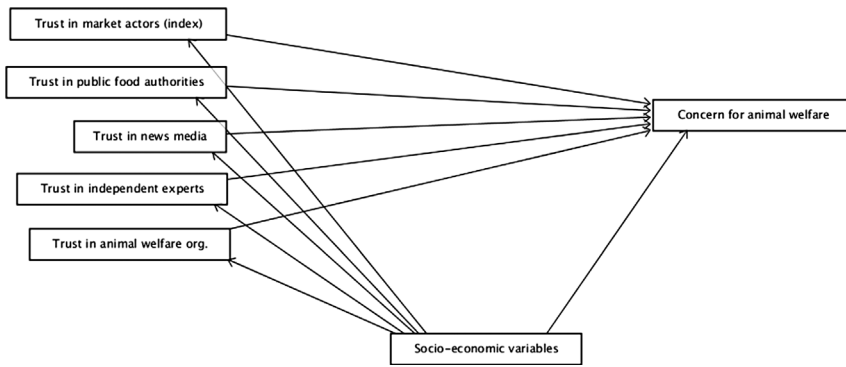 Trust in market actors (index)
Trust in public food authorities
Concern for animal welfare
Trust in news media
Trust in independent experts
Trust in animal welfare org.
Socio-economic variables